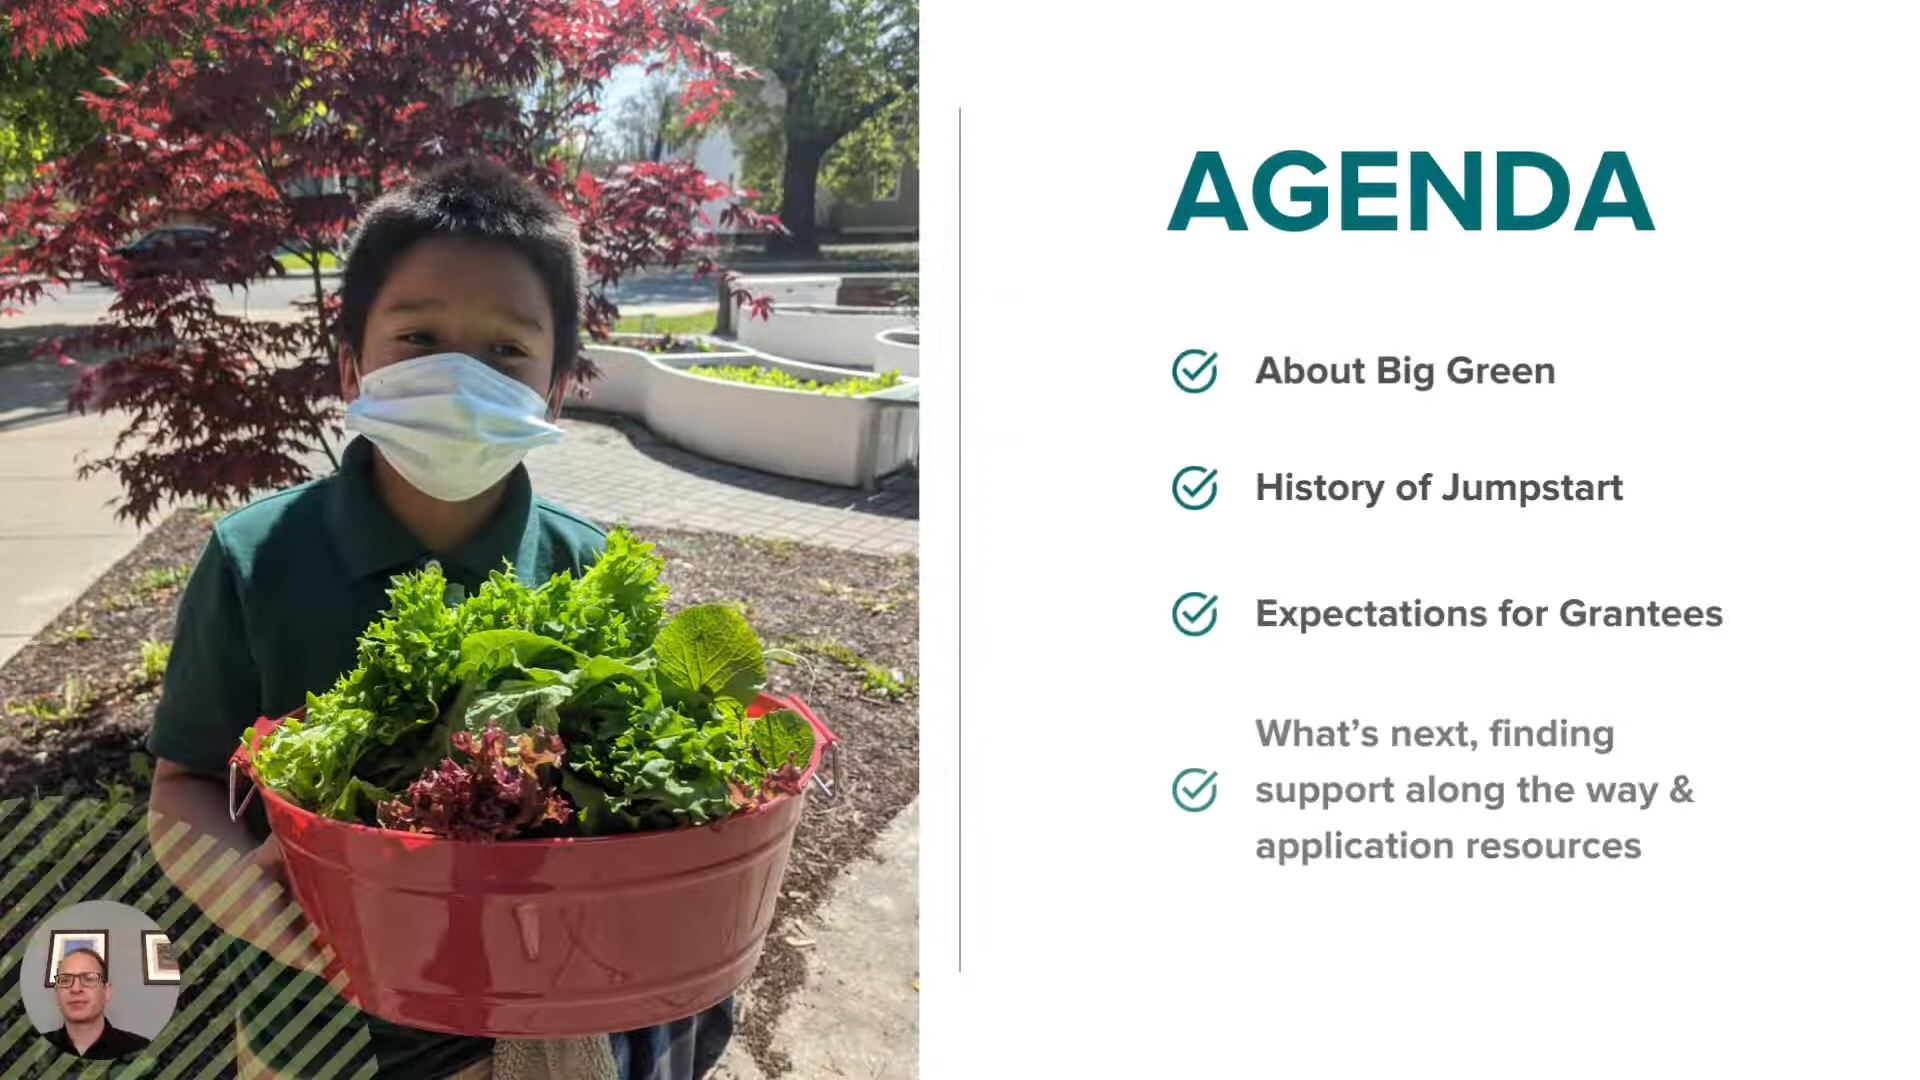 AGENDA
About Big Green
History of Jumpstart
Expectations for Grantees
What’s next, finding
support along the way &
application resources